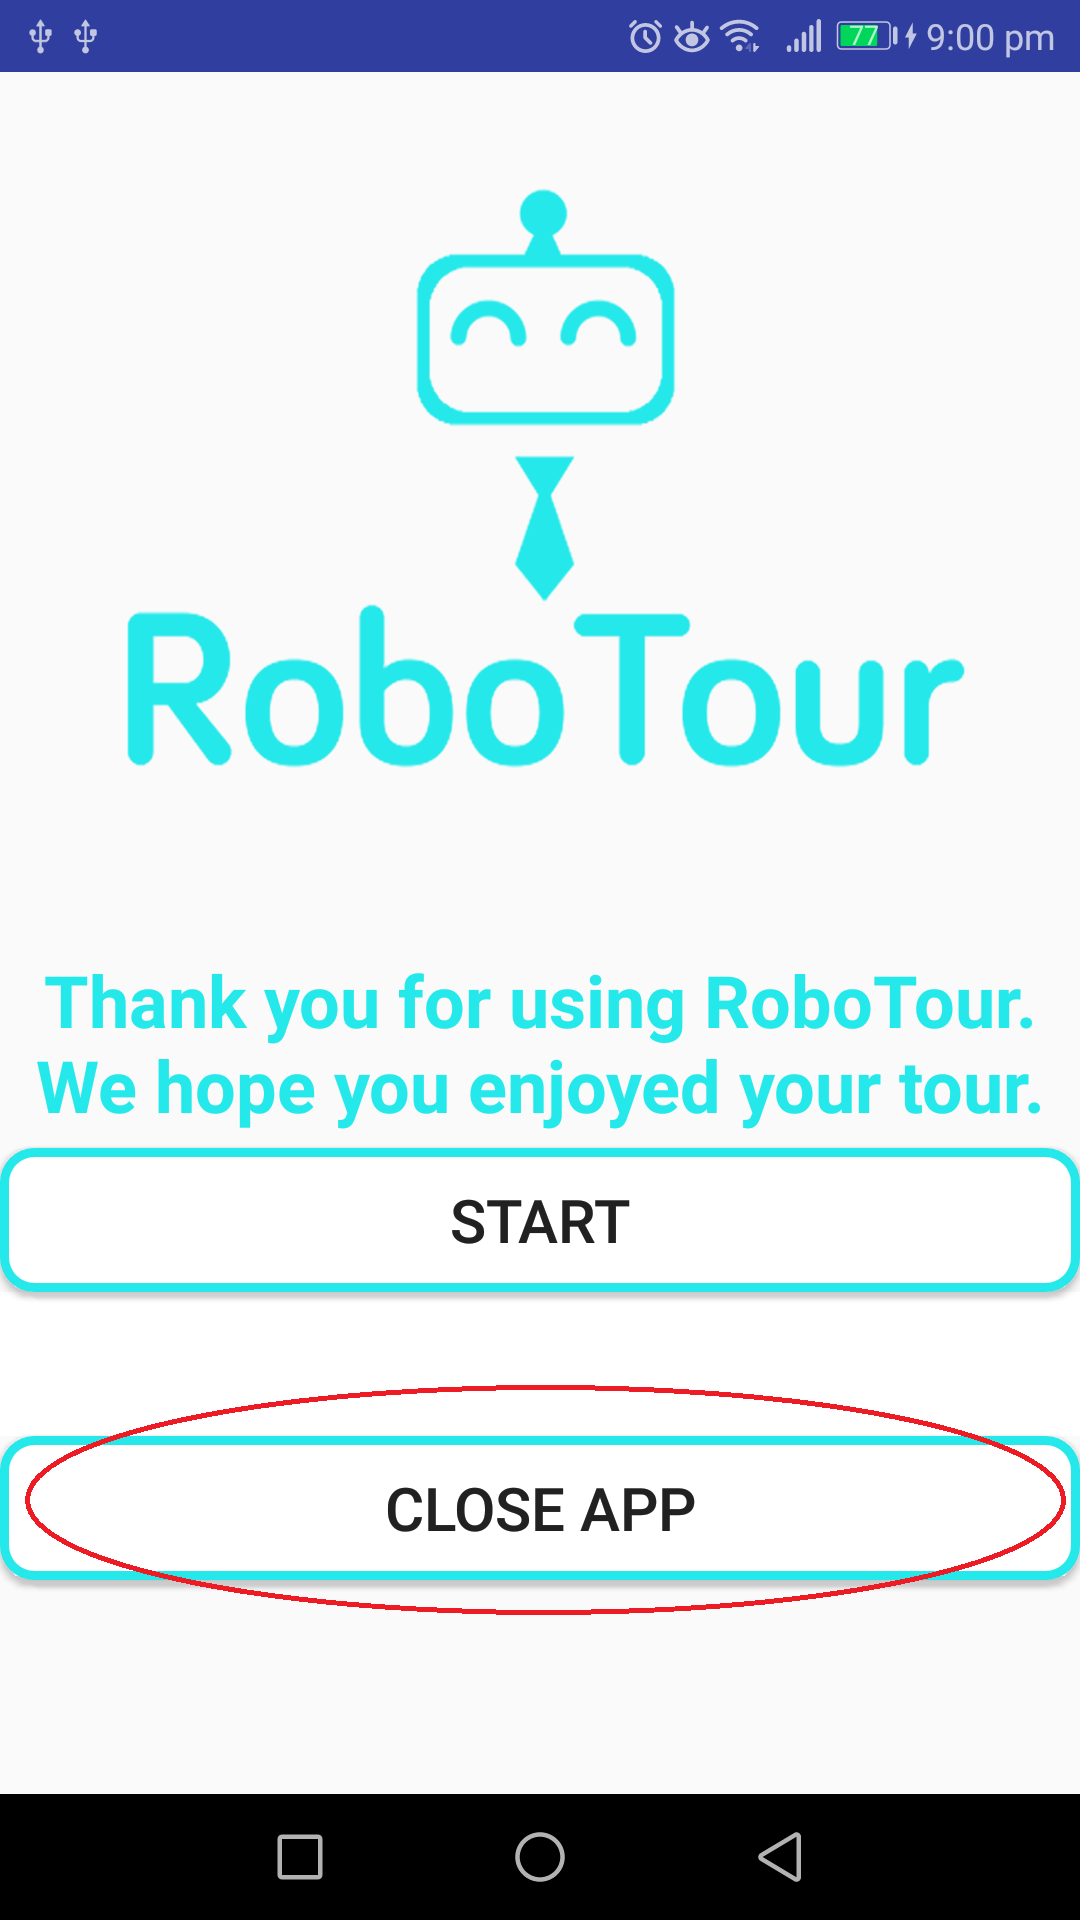 77 9:00 pm
RoboTour
Thank you for using RoboTour.
We hope you enjoyed your tour.
START
CLOSE APP